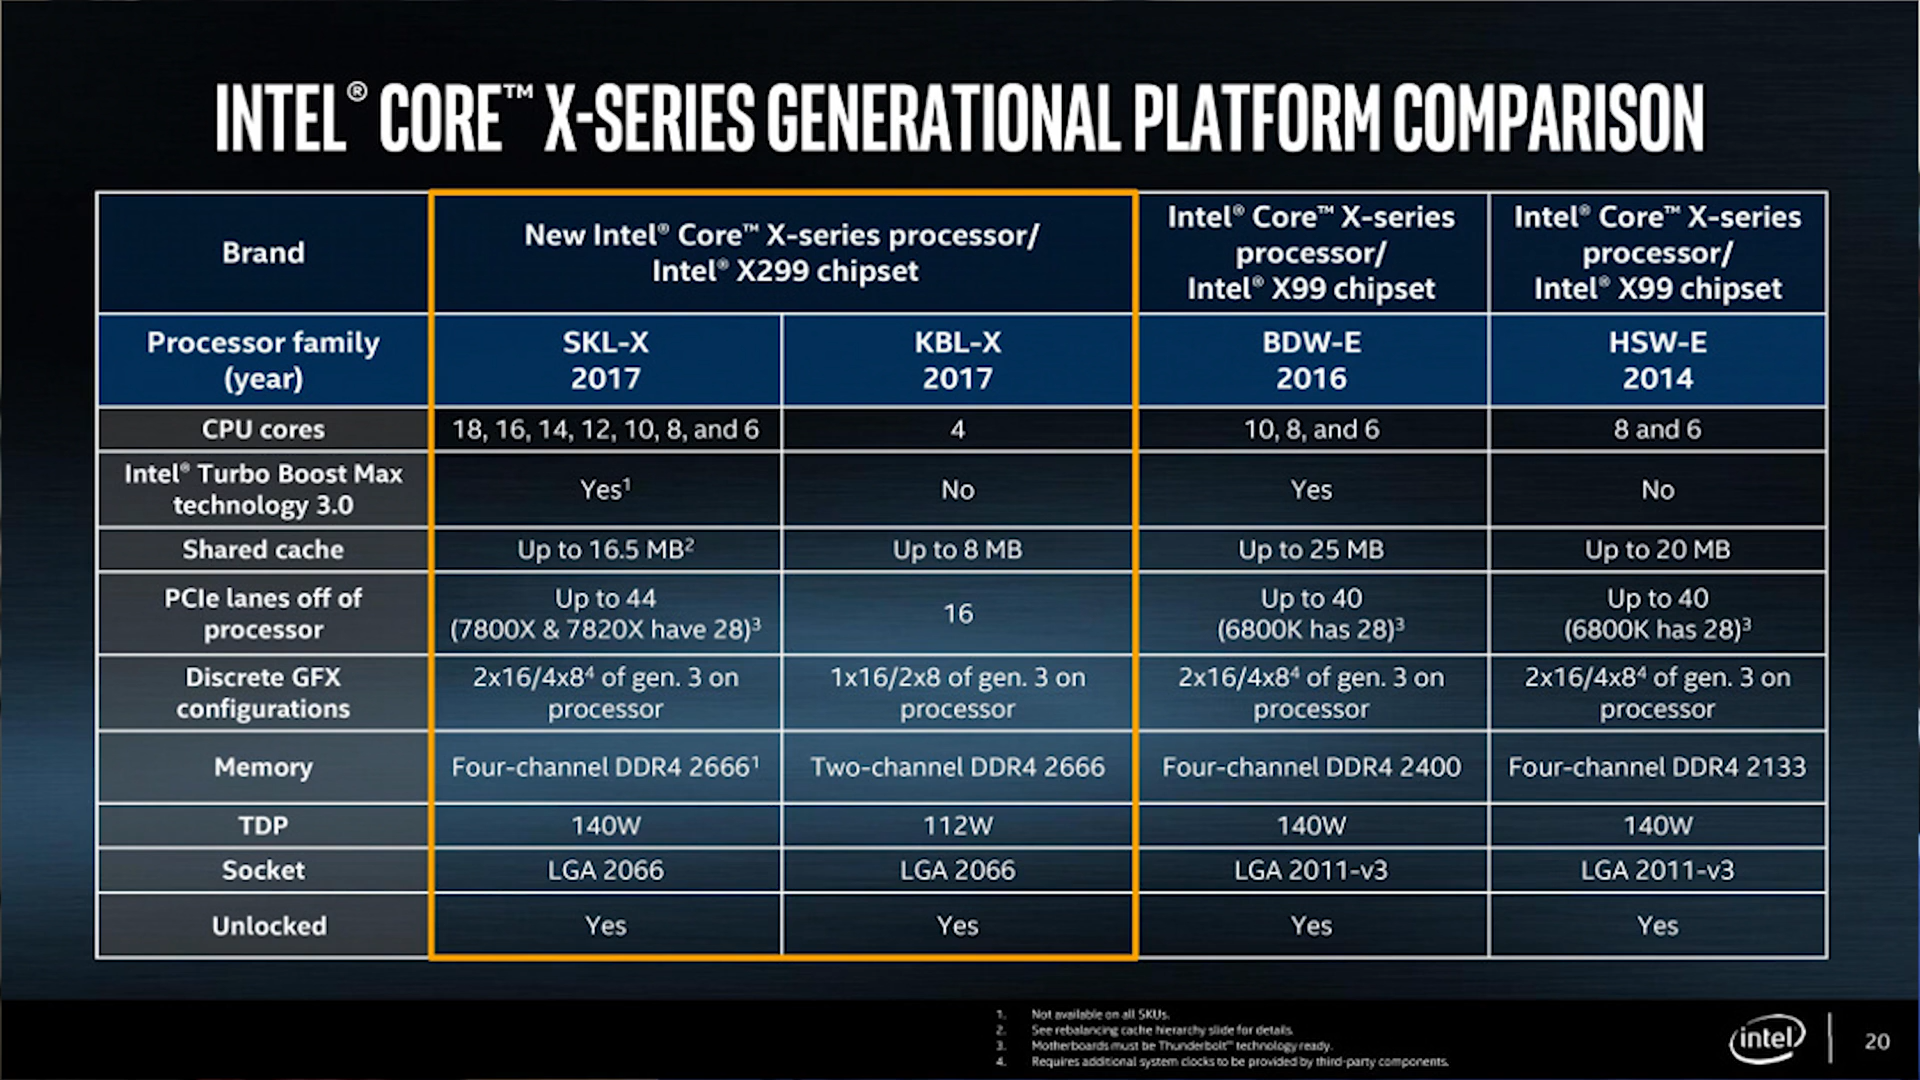 INTEL® CORE™ X-SERIES GENERATIONAL PLATFORM COMPARISON
Brand
New Intel® Core™ X-series processor/
Intel® X299 chipset
Intel® Core™ X-series
processor/
Intel® X99 chipset
Intel® Core™ X-series
processor/
Intel® X99 chipset
Processor family
(year)
SKL-X
2017
KBL-X
2017
BDW-E
2016
HSW-E
2014
CPU cores
18, 16, 14, 12, 10, 8, and 6
4
10, 8, and 6
8 and 6
Intel® Turbo Boost Max
technology 3.0
Yes¹
No
Yes
No
Shared cache
Up to 16.5 MB²
Up to 8 MB
Up to 25 MB
Up to 20 MB
PCIe lanes off of
processor
Up to 44
(7800X & 7820X have 28)³
16
Up to 40
(6800K has 28)³
Up to 40
(6800K has 28)³
Discrete GFX
configurations
2x16/4x8⁴ of gen. 3 on
processor
1x16/2x8 of gen. 3 on
processor
2x16/4x8⁴ of gen. 3 on
processor
2x16/4x8⁴ of gen. 3 on
processor
Memory
Four-channel DDR4 2666¹
Two-channel DDR4 2666
Four-channel DDR4 2400
Four-channel DDR4 2133
TDP
140W
112W
140W
140W
Socket
LGA 2066
LGA 2066
LGA 2011-v3
LGA 2011-v3
Unlocked
Yes
Yes
Yes
Yes
1. Not available on all SKUs.
2. See rebalancing cache hierarchy slide for details.
3. Motherboards must be Thunderbolt™ technology ready.
4. Requires additional system clocks to be provided by third-party components.
intel
20